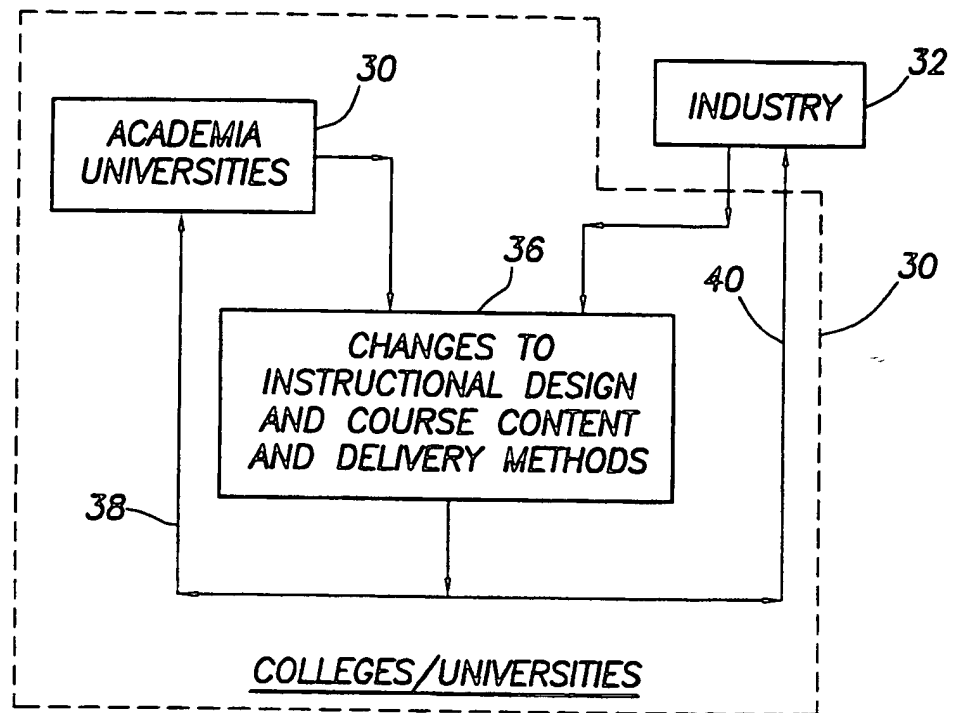 30
32
ACADEMIA
UNIVERSITIES
INDUSTRY
36
40
30
CHANGES TO
INSTRUCTIONAL DESIGN
AND COURSE CONTENT
AND DELIVERY METHODS
38
COLLEGES/UNIVERSITIES